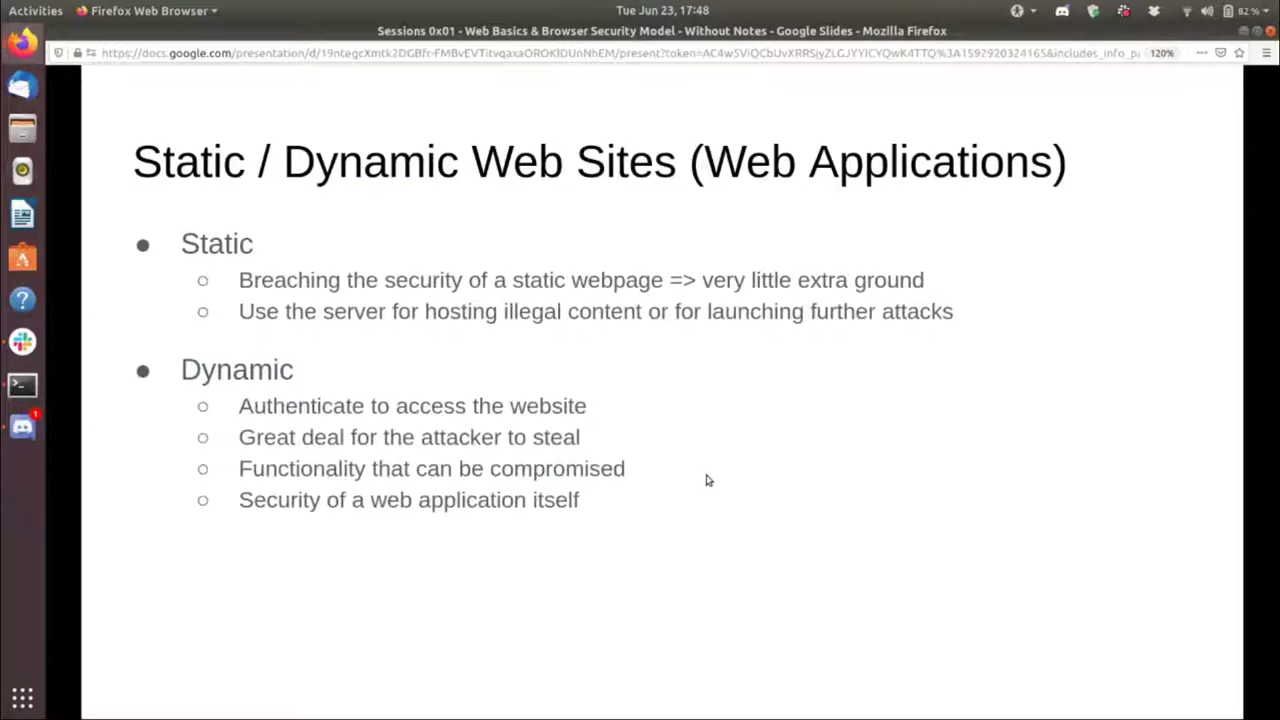 Activities
Firefox Web Browser
Tue Jun 23, 17:48
82 %
Sessions 0x01 - Web Basics & Browser Security Model - Without Notes - Google Slides - Mozilla Firefox
120%
Static / Dynamic Web Sites (Web Applications)
● Static
○ Breaching the security of a static webpage => very little extra ground
○ Use the server for hosting illegal content or for launching further attacks
● Dynamic
○ Authenticate to access the website
○ Great deal for the attacker to steal
○ Functionality that can be compromised
○ Security of a web application itself
1